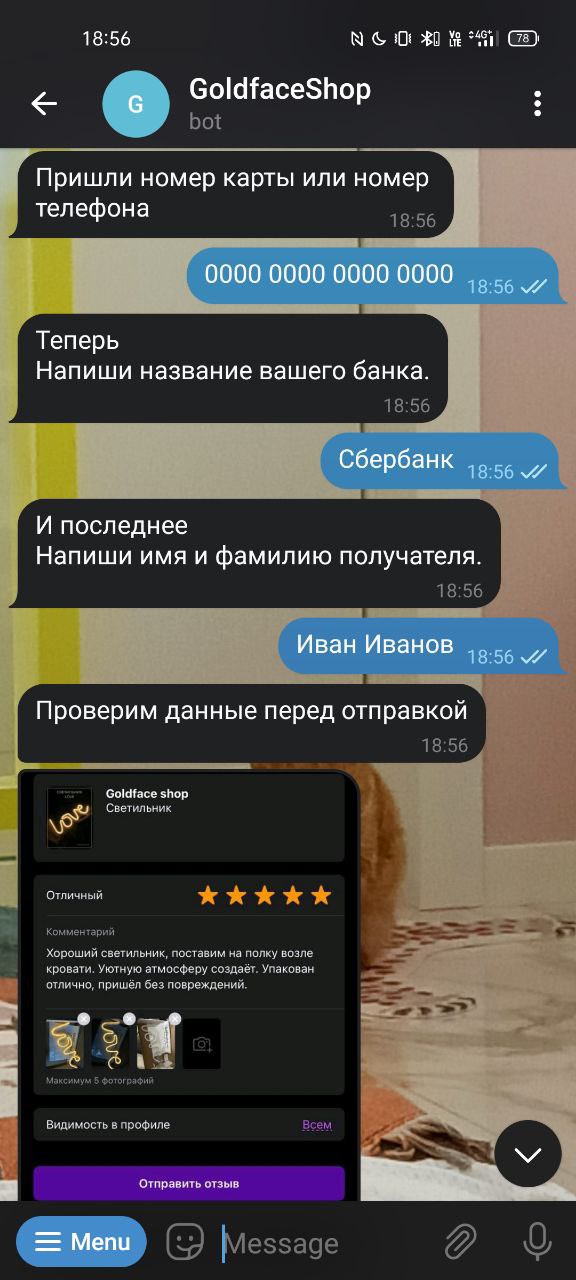 18:56
78
G
GoldfaceShop
bot
Пришли номер карты или номер
телефона
18:56
0000 0000 0000 0000
18:56
Теперь
Напиши название вашего банка.
18:56
Сбербанк
18:56
И последнее
Напиши имя и фамилию получателя.
18:56
Иван Иванов
18:56
Проверим данные перед отправкой
18:56
Goldface shop
Светильник
love
Отличный
Комментарий
Хороший светильник, поставим на полку возле
кровати. Уютную атмосферу создаёт. Упакован
отлично, пришёл без повреждений.
Максимум 5 фотографий
Видимость в профиле
Всем
Отправить отзыв
Menu
Message